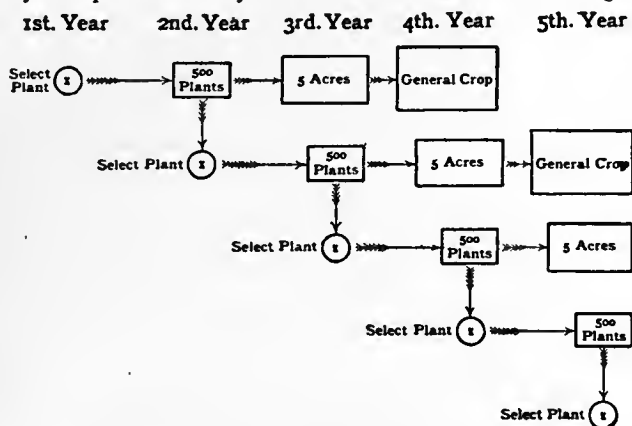 1st. Year 2nd. Year 3rd. Year 4th. Year 5th. Year
Select
Plant 1
500
Plants
5 Acres
General Crop
Select Plant 1
500
Plants
5 Acres
General Crop
Select Plant 1
500
Plants
5 Acres
Select Plant 1
500
Plants
Select Plant 1